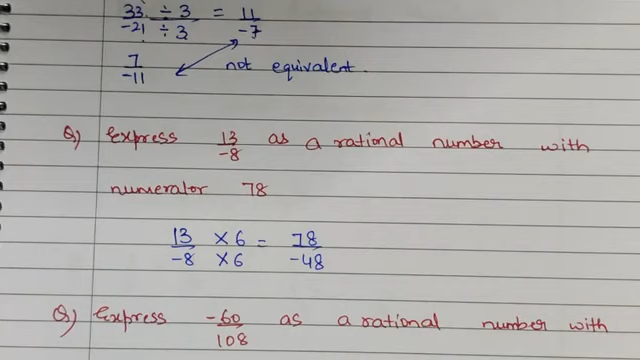 33 ÷ 3 = 11
-21 ÷ 3 -7
7
-11 not equivalent.
Q) Express 13/-8 as a rational number with
numerator 78
13 × 6 = 78
-8 × 6 -48
Q) Express -60/108 as a rational number with